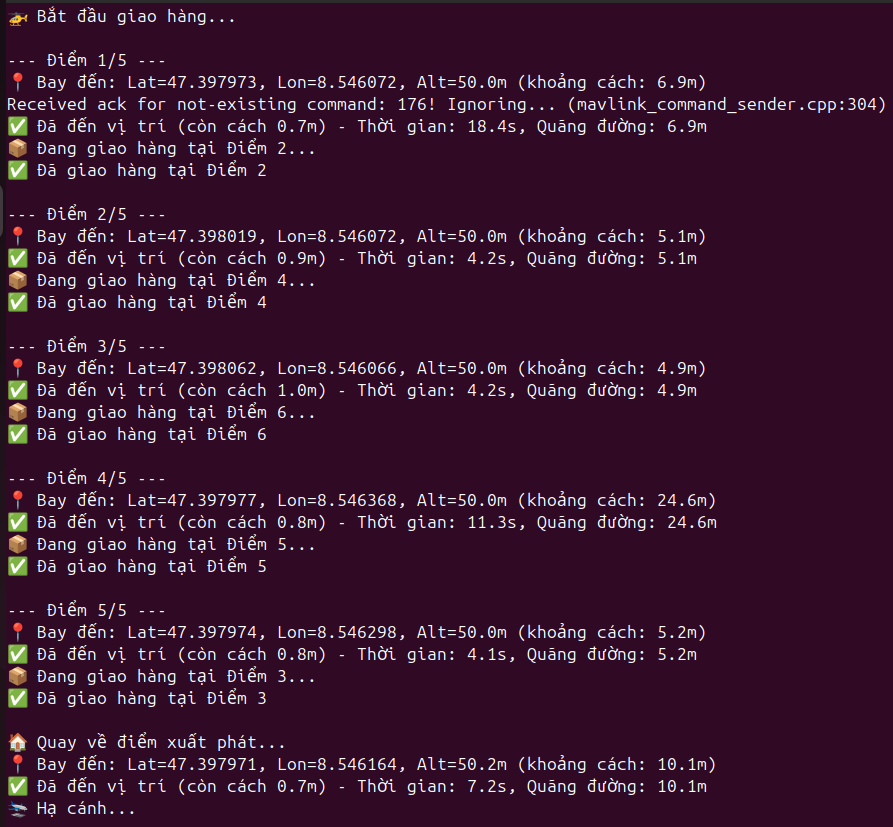 🚁 Bắt đầu giao hàng...
--- Điểm 1/5 ---
📍 Bay đến: Lat=47.397973, Lon=8.546072, Alt=50.0m (khoảng cách: 6.9m)
Received ack for not-existing command: 176! Ignoring... (mavlink_command_sender.cpp:304)
✅ Đã đến vị trí (còn cách 0.7m) - Thời gian: 18.4s, Quãng đường: 6.9m
📦 Đang giao hàng tại Điểm 2...
✅ Đã giao hàng tại Điểm 2
--- Điểm 2/5 ---
📍 Bay đến: Lat=47.398019, Lon=8.546072, Alt=50.0m (khoảng cách: 5.1m)
✅ Đã đến vị trí (còn cách 0.9m) - Thời gian: 4.2s, Quãng đường: 5.1m
📦 Đang giao hàng tại Điểm 4...
✅ Đã giao hàng tại Điểm 4
--- Điểm 3/5 ---
📍 Bay đến: Lat=47.398062, Lon=8.546066, Alt=50.0m (khoảng cách: 4.9m)
✅ Đã đến vị trí (còn cách 1.0m) - Thời gian: 4.2s, Quãng đường: 4.9m
📦 Đang giao hàng tại Điểm 6...
✅ Đã giao hàng tại Điểm 6
--- Điểm 4/5 ---
📍 Bay đến: Lat=47.397977, Lon=8.546368, Alt=50.0m (khoảng cách: 24.6m)
✅ Đã đến vị trí (còn cách 0.8m) - Thời gian: 11.3s, Quãng đường: 24.6m
📦 Đang giao hàng tại Điểm 5...
✅ Đã giao hàng tại Điểm 5
--- Điểm 5/5 ---
📍 Bay đến: Lat=47.397974, Lon=8.546298, Alt=50.0m (khoảng cách: 5.2m)
✅ Đã đến vị trí (còn cách 0.8m) - Thời gian: 4.1s, Quãng đường: 5.2m
📦 Đang giao hàng tại Điểm 3...
✅ Đã giao hàng tại Điểm 3
🏠 Quay về điểm xuất phát...
📍 Bay đến: Lat=47.397971, Lon=8.546164, Alt=50.2m (khoảng cách: 10.1m)
✅ Đã đến vị trí (còn cách 0.7m) - Thời gian: 7.2s, Quãng đường: 10.1m
🛬 Hạ cánh...